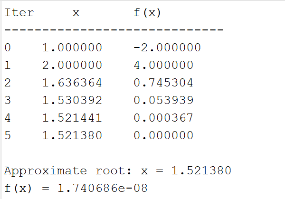 Iter x f(x)
----------------------------
0 1.000000 -2.000000
1 2.000000 4.000000
2 1.636364 0.745304
3 1.530392 0.053939
4 1.521441 0.000367
5 1.521380 0.000000
Approximate root: x = 1.521380
f(x) = 1.740686e-08